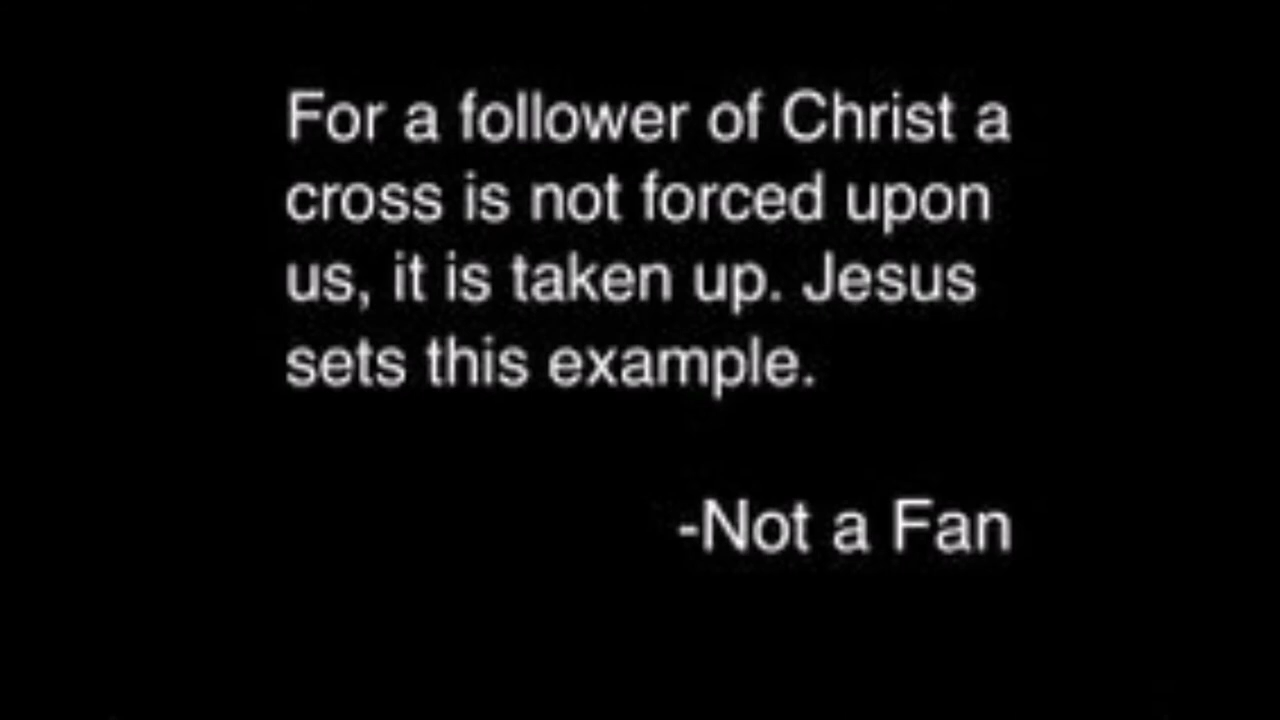 For a follower of Christ a
cross is not forced upon
us, it is taken up. Jesus
sets this example.
-Not a Fan